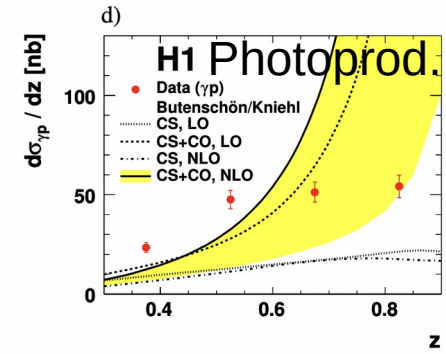 d)
dσγp / dz [nb]
H1 Photoprod.
Data (γp)
Butenschön/Kniehl
CS, LO
CS+CO, LO
CS, NLO
CS+CO, NLO
100
50
0
0.4 0.6 0.8
z